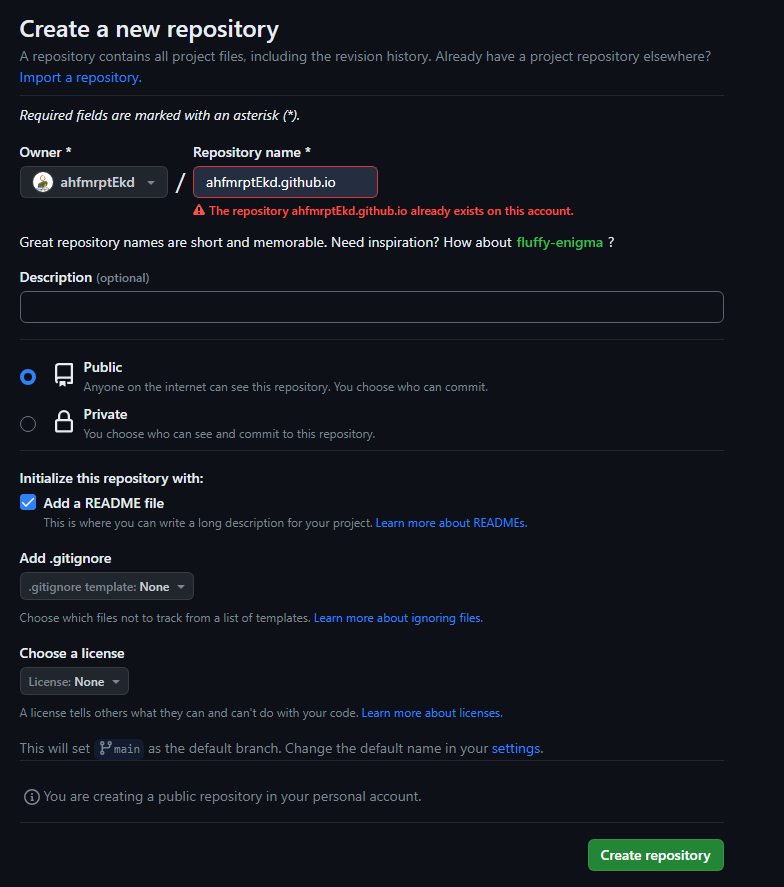 Create a new repository
A repository contains all project files, including the revision history. Already have a project repository elsewhere?
Import a repository.
Required fields are marked with an asterisk (*).
Owner * Repository name *
ahfmrptEkd / ahfmrptEkd.github.io
The repository ahfmrptEkd.github.io already exists on this account.
Great repository names are short and memorable. Need inspiration? How about fluffy-enigma ?
Description (optional)
Public
Anyone on the internet can see this repository. You choose who can commit.
Private
You choose who can see and commit to this repository.
Initialize this repository with:
Add a README file
This is where you can write a long description for your project. Learn more about READMEs.
Add .gitignore
.gitignore template: None
Choose which files not to track from a list of templates. Learn more about ignoring files.
Choose a license
License: None
A license tells others what they can and can't do with your code. Learn more about licenses.
This will set main as the default branch. Change the default name in your settings.
You are creating a public repository in your personal account.
Create repository